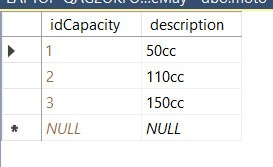 idCapacity description
1 50cc
2 110cc
3 150cc
NULL NULL